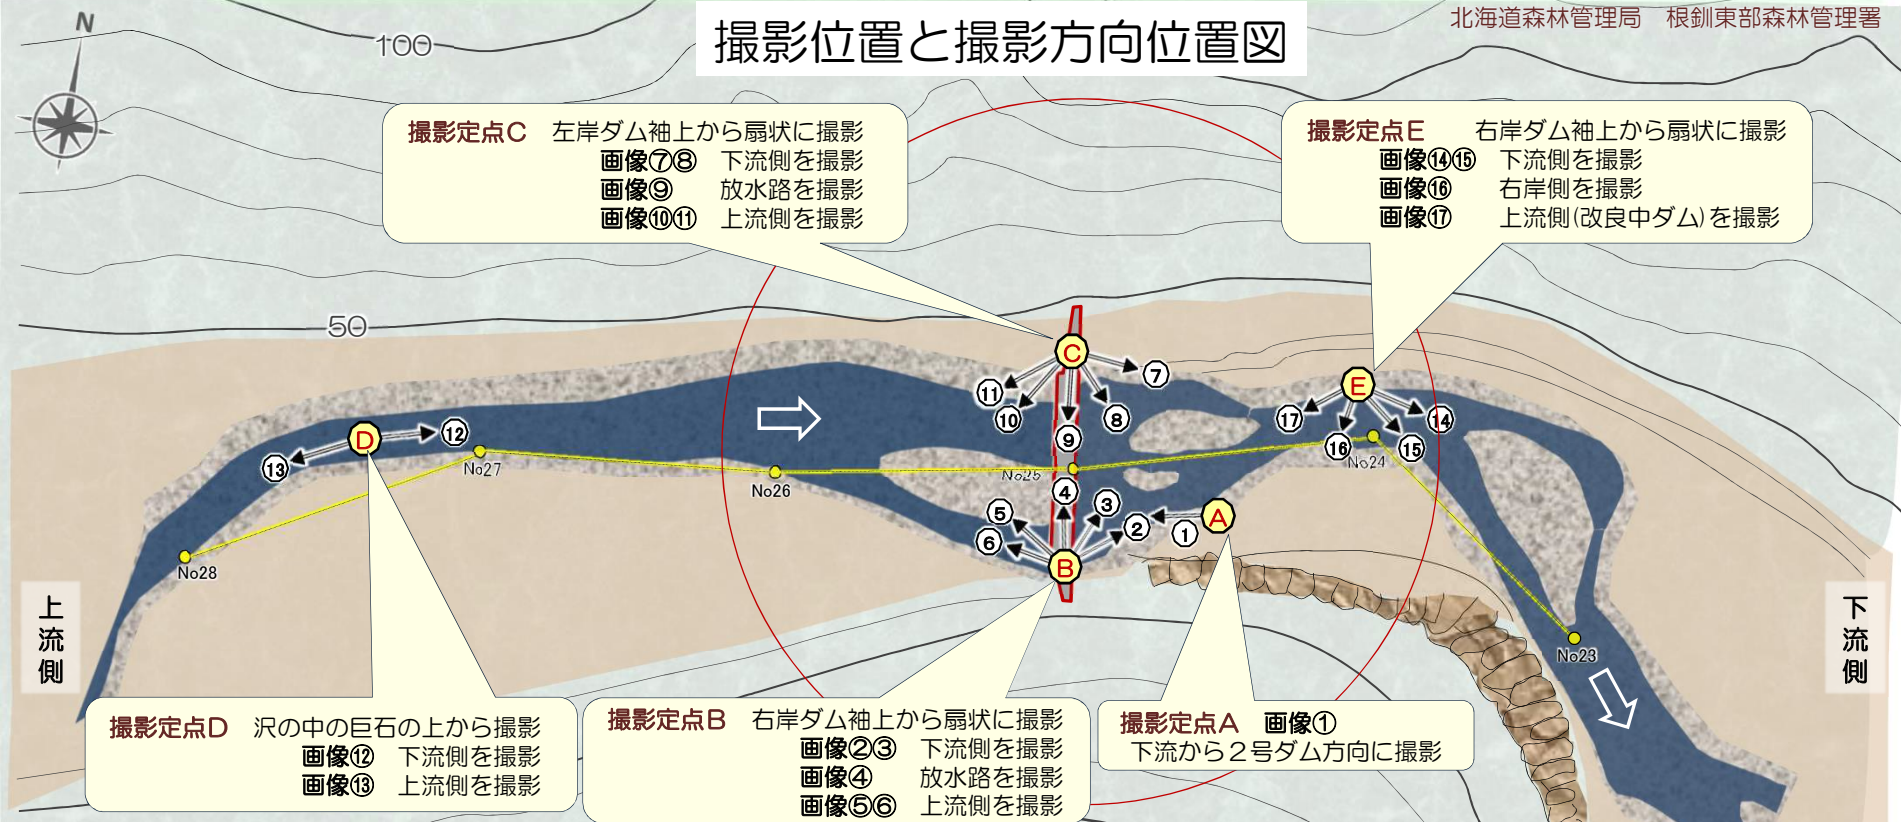 北海道森林管理局　根釧東部森林管理署
撮影位置と撮影方向位置図
N
100
50
撮影定点C　左岸ダム袖上から扇状に撮影
画像⑦⑧　下流側を撮影
画像⑨　放水路を撮影
画像⑩⑪　上流側を撮影
撮影定点E　右岸ダム袖上から扇状に撮影
画像⑭⑮　下流側を撮影
画像⑯　右岸側を撮影
画像⑰　上流側(改良中ダム)を撮影
C
⑪
⑩
⑨
⑧
⑦
E
⑰
⑯
⑮
⑭
D
⑫
⑬
No28
No27
No26
No25
No24
No23
B
⑥
⑤
④
③
②
A
①
上流側
下流側
撮影定点D　沢の中の巨石の上から撮影
画像⑫　下流側を撮影
画像⑬　上流側を撮影
撮影定点B　右岸ダム袖上から扇状に撮影
画像②③　下流側を撮影
画像④　放水路を撮影
画像⑤⑥　上流側を撮影
撮影定点A　画像①
下流から２号ダム方向に撮影